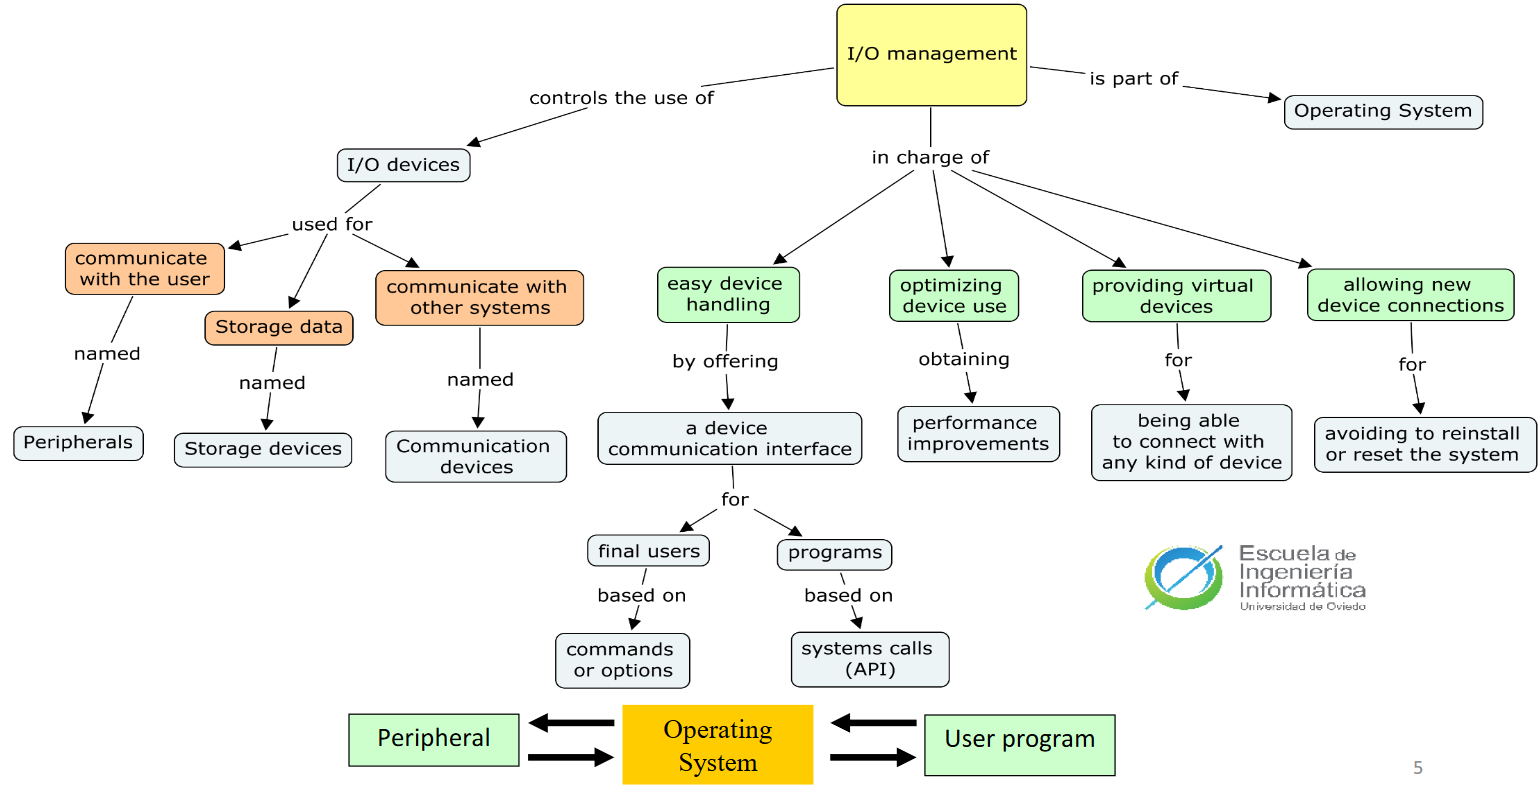 I/O management
is part of
Operating System
controls the use of
I/O devices
in charge of
used for
communicate
with the user
Storage data
communicate with
other systems
easy device
handling
optimizing
device use
providing virtual
devices
allowing new
device connections
named
named
named
by offering
obtaining
for
for
Peripherals
Storage devices
Communication
devices
a device
communication interface
performance
improvements
being able
to connect with
any kind of device
avoiding to reinstall
or reset the system
for
final users
programs
based on
based on
commands
or options
systems calls
(API)
Escuela de
Ingeniería
Informática
Universidad de Oviedo
Peripheral
Operating
System
User program
5